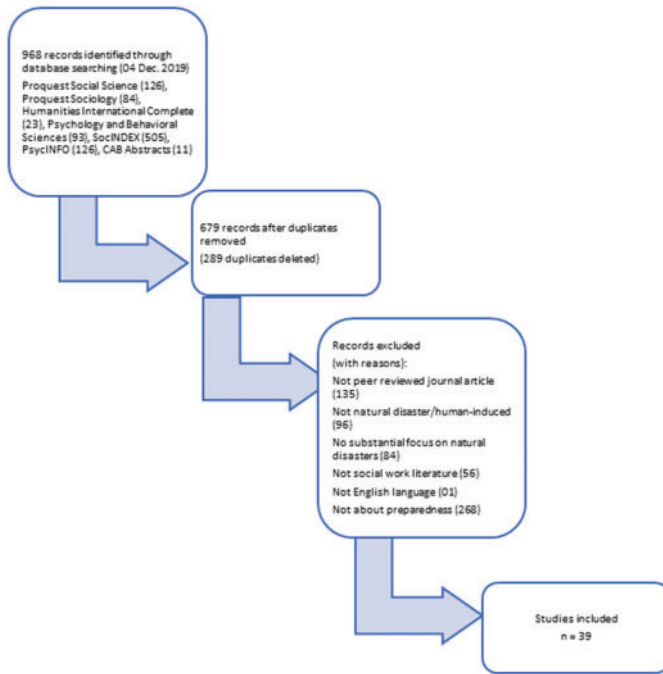 968 records identified through
database searching (04 Dec. 2019)
Proquest Social Science (126),
Proquest Sociology (84),
Humanities International Complete
(23), Psychology and Behavioral
Sciences (93), SocINDEX (505),
PsycINFO (126), CAB Abstracts (11)
679 records after duplicates
removed
(289 duplicates deleted)
Records excluded
(with reasons):
Not peer reviewed journal article
(135)
Not natural disaster/human-induced
(96)
No substantial focus on natural
disasters (84)
Not social work literature (56)
Not English language (01)
Not about preparedness (268)
Studies included
n = 39